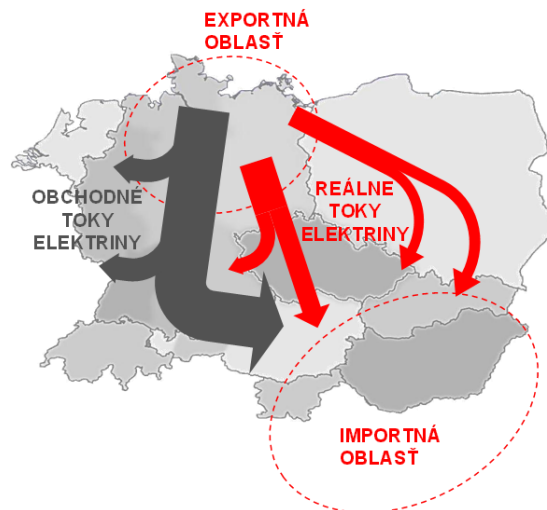 EXPORTNÁ
OBLASŤ
OBCHODNÉ
TOKY
ELEKTRINY
REÁLNE
TOKY
ELEKTRINY
IMPORTNÁ
OBLASŤ